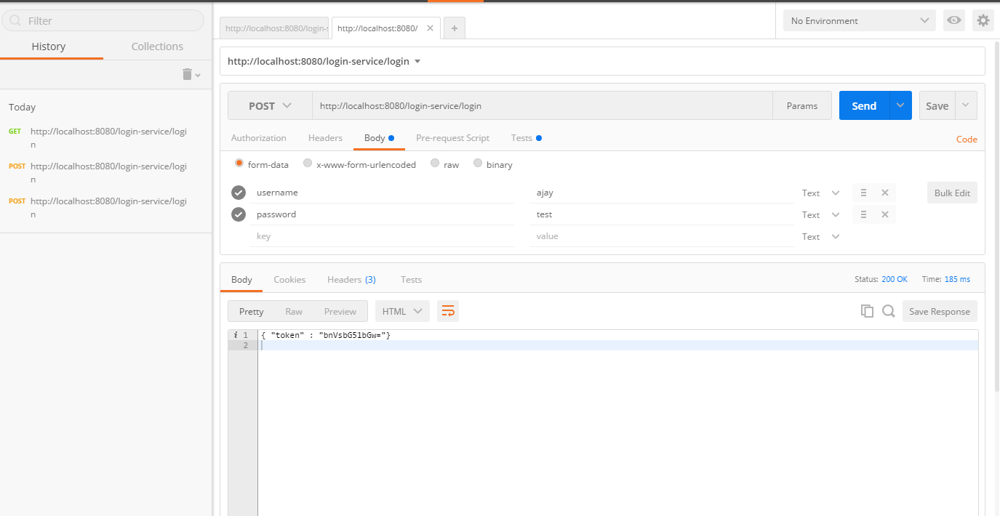 Filter
History Collections
Today
GET http://localhost:8080/login-service/logi
n
POST http://localhost:8080/login-service/logi
n
POST http://localhost:8080/login-service/logi
n
http://localhost:8080/login-s http://localhost:8080/ +
No Environment
http://localhost:8080/login-service/login
POST http://localhost:8080/login-service/login Params Send Save
Authorization Headers Body Pre-request Script Tests Code
form-data x-www-form-urlencoded raw binary
username ajay Text Bulk Edit
password test Text
key value Text
Body Cookies Headers (3) Tests Status: 200 OK Time: 185 ms
Pretty Raw Preview HTML Save Response
i 1 { "token" : "bnVsbG51bGw="}
2